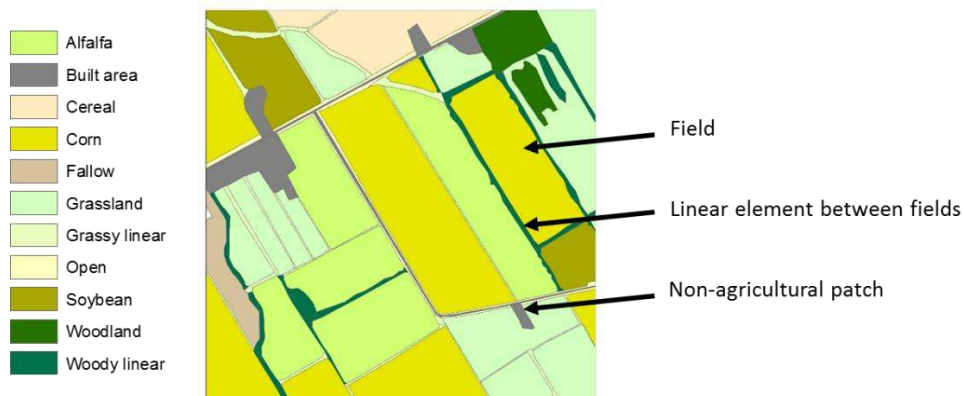 Alfalfa
Built area
Cereal
Corn
Fallow
Grassland
Grassy linear
Open
Soybean
Woodland
Woody linear
Field
Linear element between fields
Non-agricultural patch